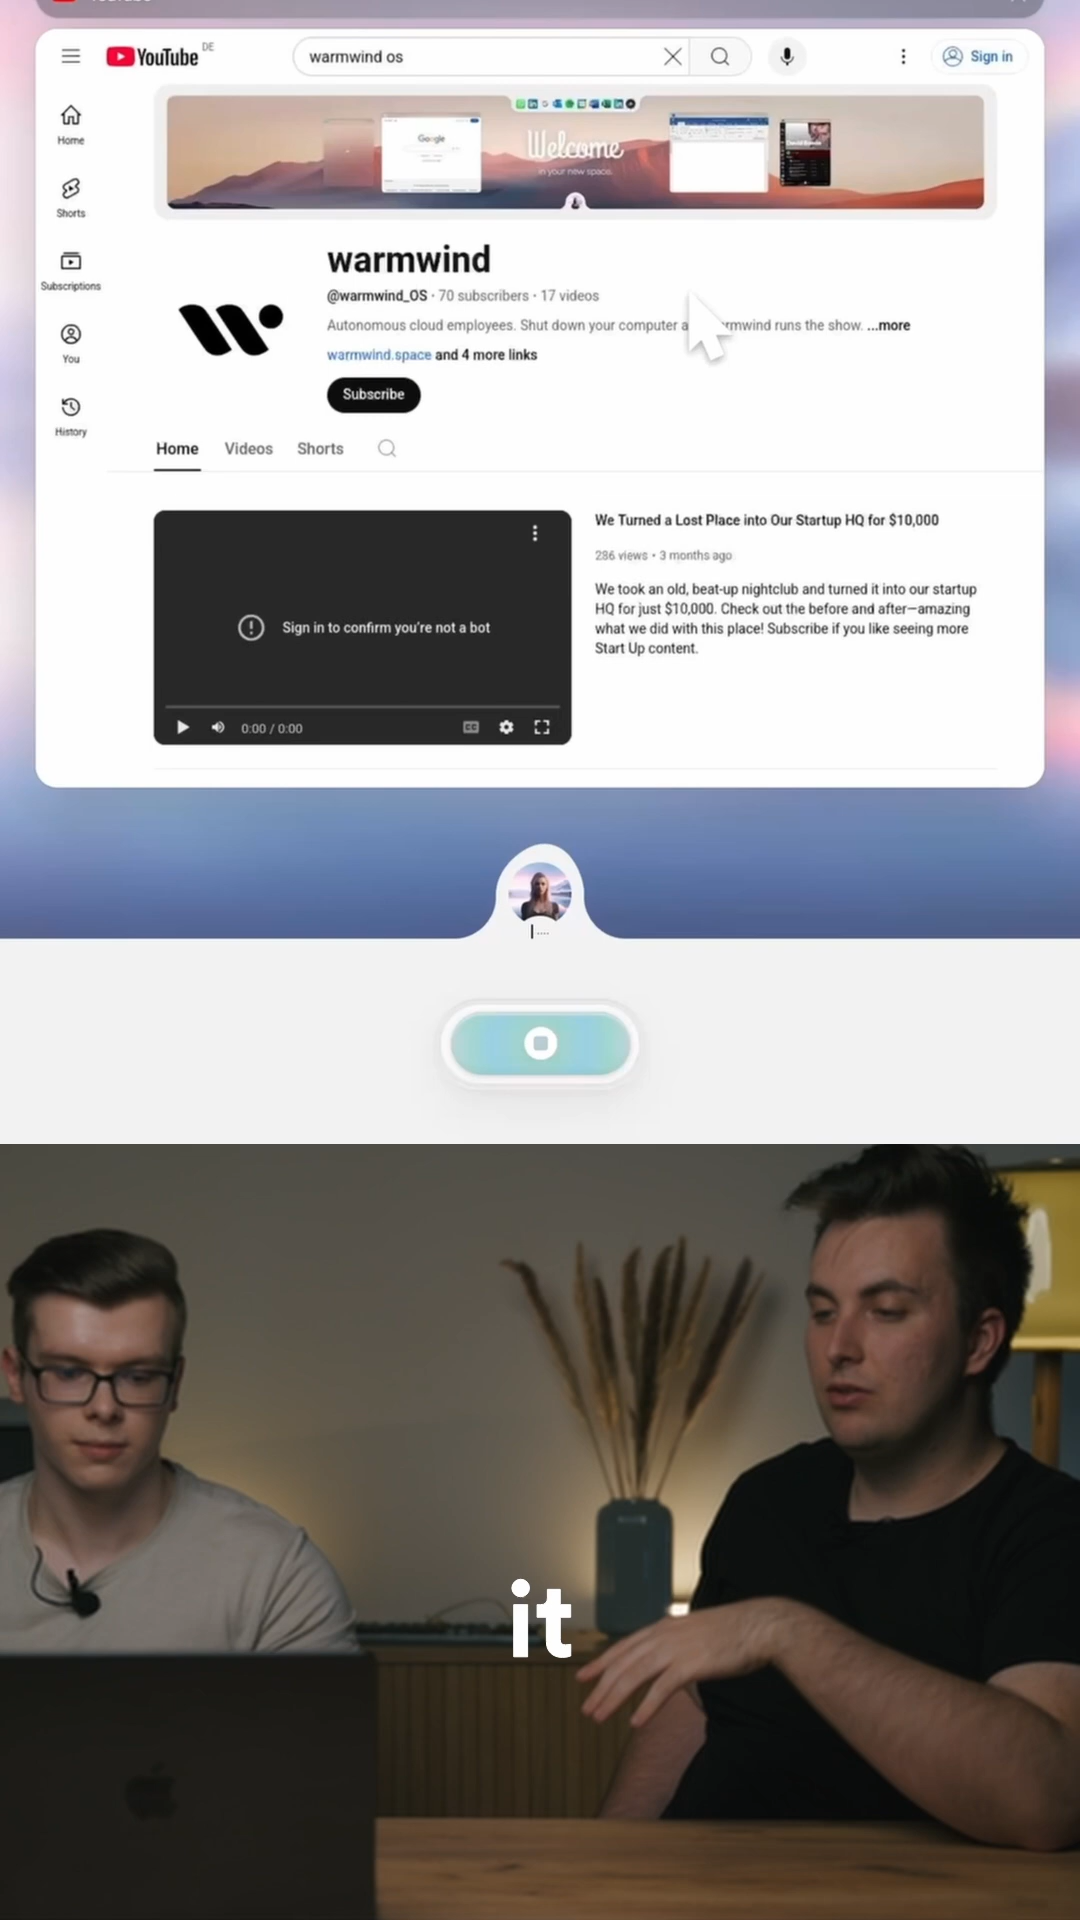 YouTube
YouTube DE
warmwind os
Sign in
Home
Shorts
Subscriptions
You
History
Google
Welcome
in your new space.
warmwind
@warmwind_OS · 70 subscribers · 17 videos
Autonomous cloud employees. Shut down your computer a rmwind runs the show. ...more
warmwind.space and 4 more links
Subscribe
Home Videos Shorts
Sign in to confirm you're not a bot
0:00 / 0:00
CC
We Turned a Lost Place into Our Startup HQ for $10,000
286 views · 3 months ago
We took an old, beat-up nightclub and turned it into our startup
HQ for just $10,000. Check out the before and after—amazing
what we did with this place! Subscribe if you like seeing more
Start Up content.
it